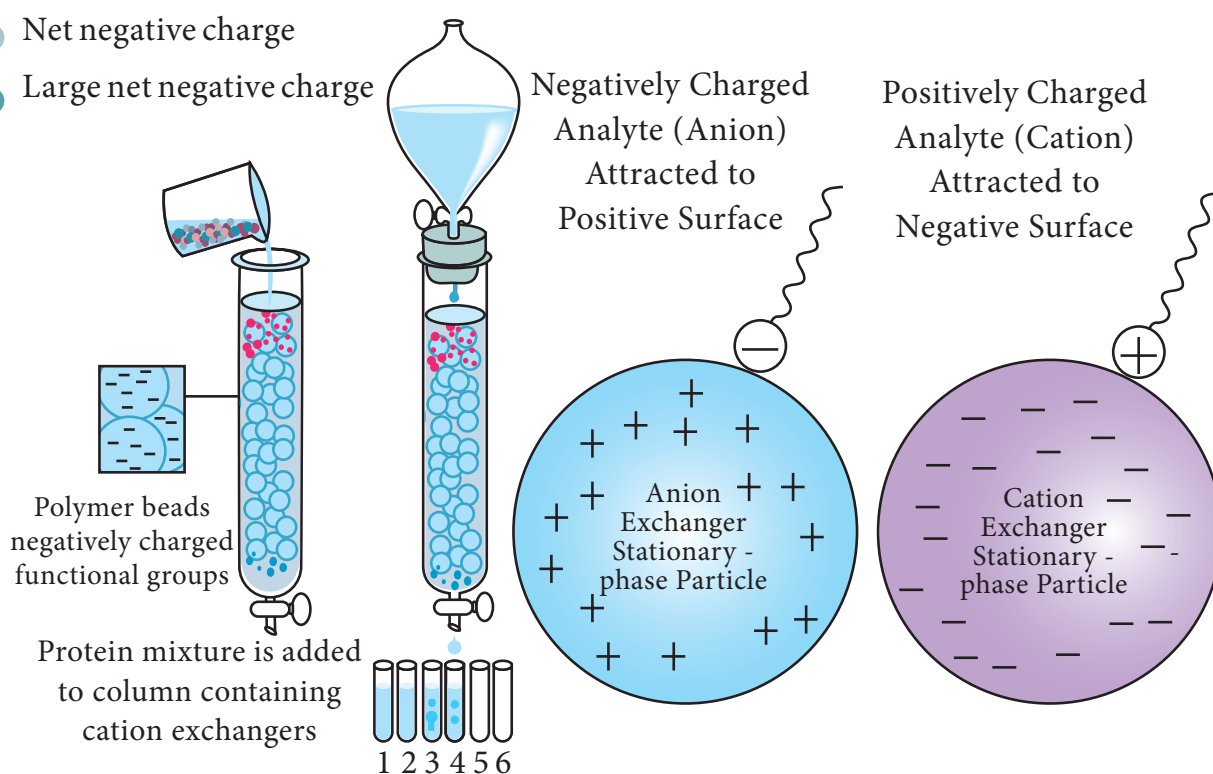 Net negative charge
Large net negative charge
Negatively Charged
Analyte (Anion)
Attracted to
Positive Surface
Positively Charged
Analyte (Cation)
Attracted to
Negative Surface
Polymer beads
negatively charged
functional groups
Protein mixture is added
to column containing
cation exchangers
1 2 3 4 5 6
Anion
Exchanger
Stationary -
phase Particle
Cation
Exchanger
Stationary -
phase Particle